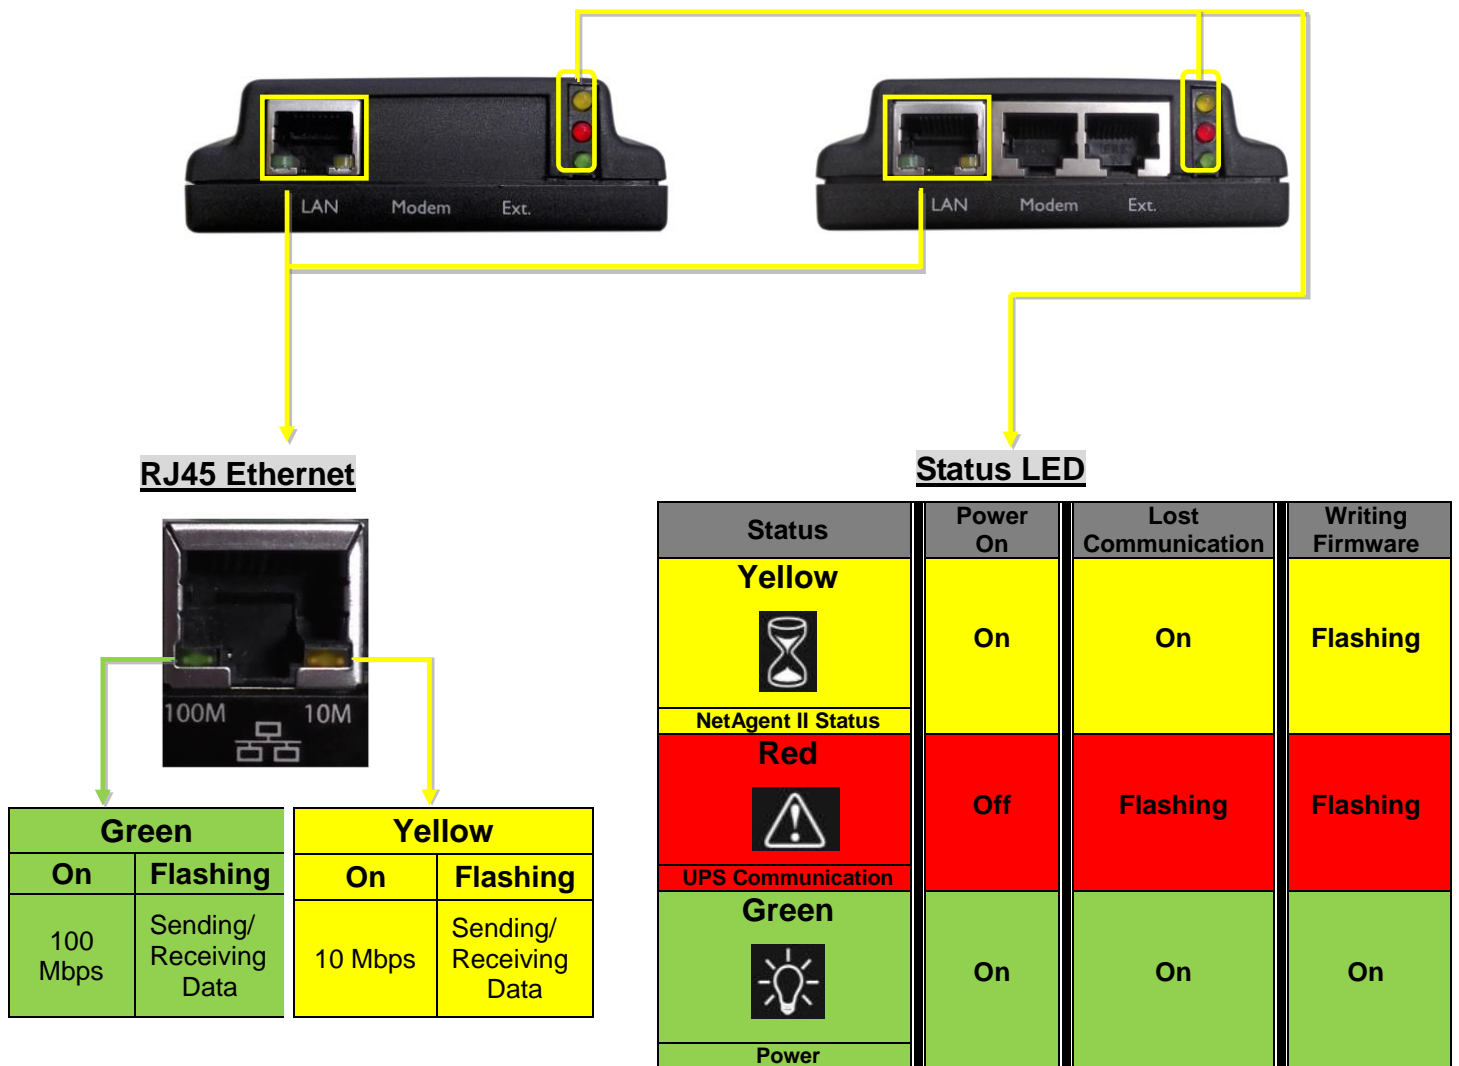 LAN Modem Ext.
LAN Modem Ext.
RJ45 Ethernet
100M 10M
Green
On Flashing
100 Mbps
Sending/
Receiving
Data
Yellow
On Flashing
10 Mbps
Sending/
Receiving
Data
Status LED
Status
Power
On
Lost
Communication
Writing
Firmware
Yellow
NetAgent II Status
On On Flashing
Red
UPS Communication
Off Flashing Flashing
Green
Power
On On On